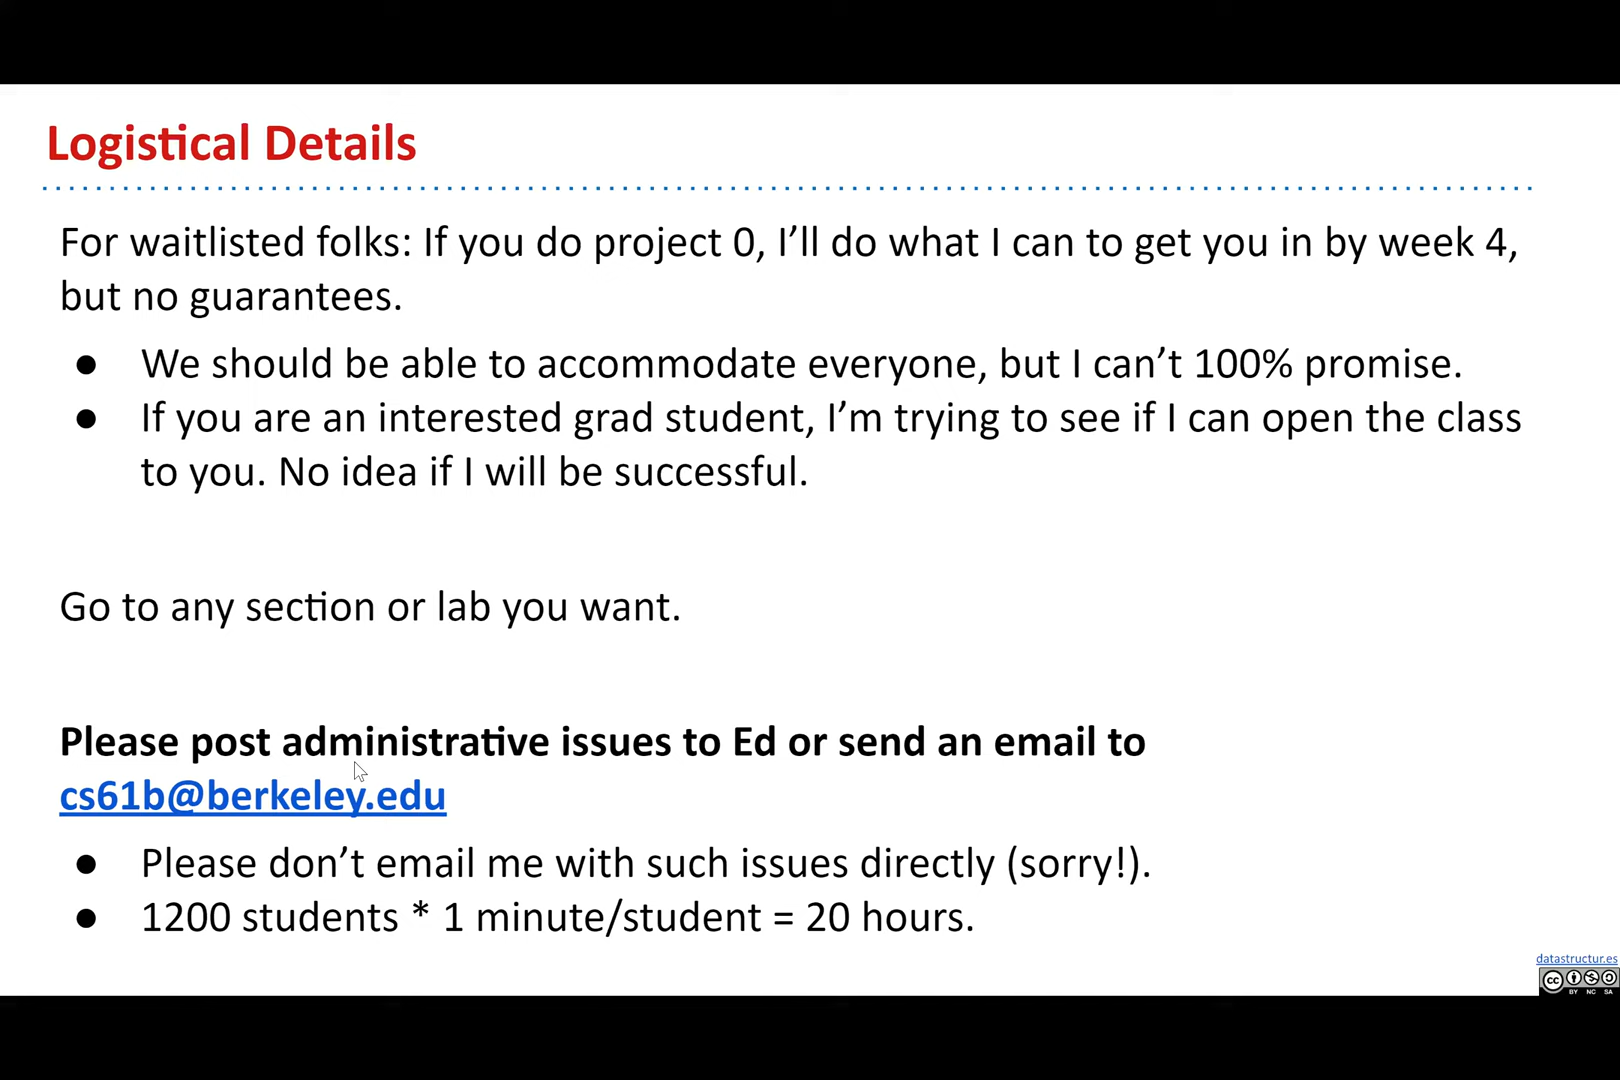 Logistical Details
For waitlisted folks: If you do project 0, I’ll do what I can to get you in by week 4,
but no guarantees.
● We should be able to accommodate everyone, but I can’t 100% promise.
● If you are an interested grad student, I’m trying to see if I can open the class
to you. No idea if I will be successful.
Go to any section or lab you want.
Please post administrative issues to Ed or send an email to
cs61b@berkeley.edu
● Please don’t email me with such issues directly (sorry!).
● 1200 students * 1 minute/student = 20 hours.
datastructur.es
cc
BY NC SA